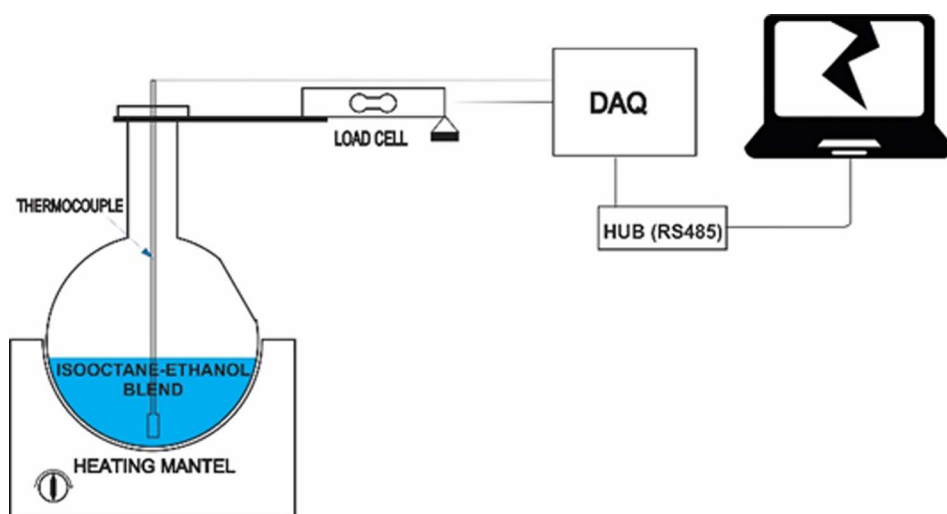 DAQ
LOAD CELL
THERMOCOUPLE
HUB (RS485)
ISOOCTANE-ETHANOL
BLEND
HEATING MANTEL